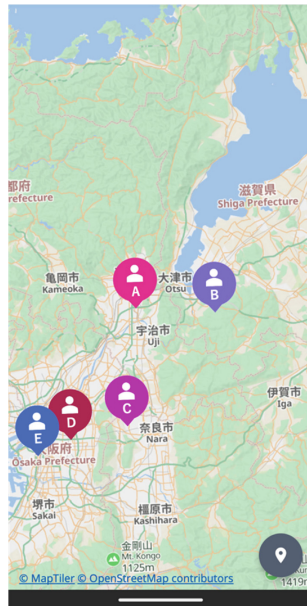 都府
refecture
滋賀県
Shiga Prefecture
亀岡市
Kameoka
A
大津市
Otsu
B
宇治市
Uji
伊賀市
Iga
C
D
奈良市
Nara
E
阪府
Ōsaka Prefecture
堺市
Sakai
橿原市
Kashihara
金剛山
Mt. Kongo
1125m
© MapTiler © OpenStreetMap contributors
1419m